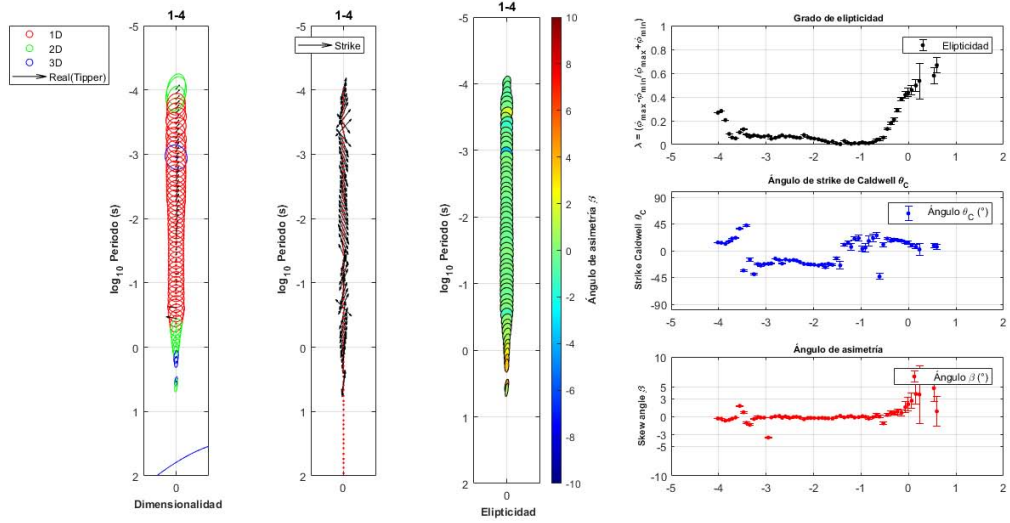 1D
2D
3D
Real(Tipper)
1-4
log10 Periodo (s)
-5
-4
-3
-2
-1
0
1
2
0
Dimensionalidad
1-4
Strike
log10 Periodo (s)
-5
-4
-3
-2
-1
0
1
2
0
1-4
log10 Periodo (s)
-5
-4
-3
-2
-1
0
1
2
0
Elipticidad
10
8
6
4
2
0
-2
-4
-6
-8
-10
Ángulo de asimetría β
Grado de elipticidad
Elipticidad
λ = (ϕmax-ϕmin/ϕmax+ϕmin)
1
0.8
0.6
0.4
0.2
0
-5 -4 -3 -2 -1 0 1 2
Ángulo de strike de Caldwell θC
Ángulo θC (°)
Strike Caldwell θC
90
45
0
-45
-90
-5 -4 -3 -2 -1 0 1 2
Ángulo de asimetría
Ángulo β (°)
Skew angle β
10
5
3
0
-3
-5
-10
-5 -4 -3 -2 -1 0 1 2